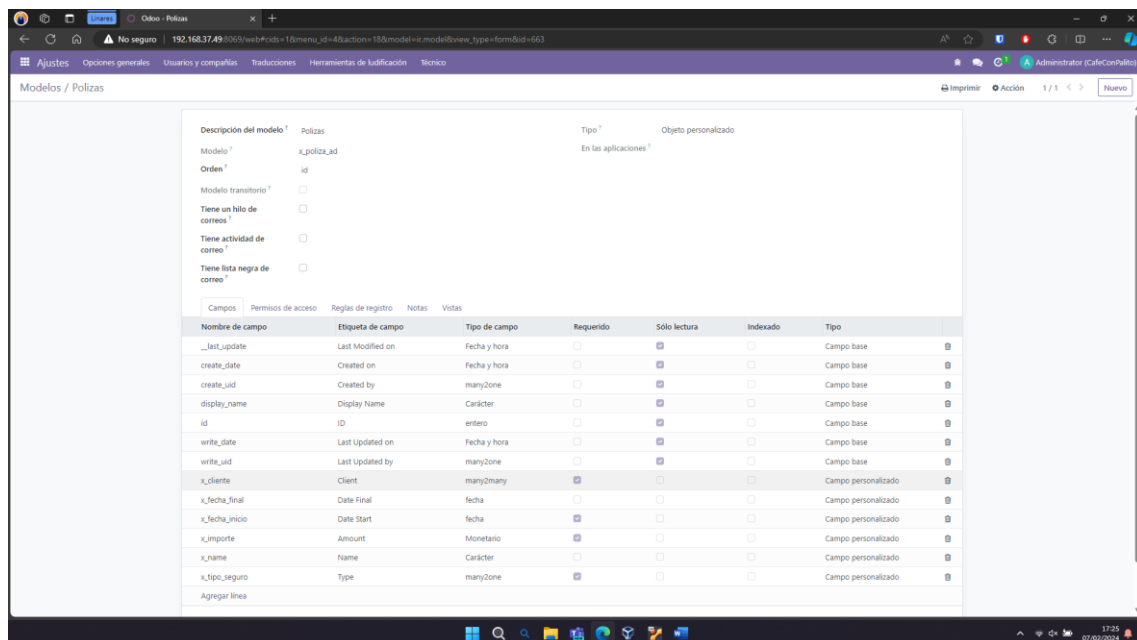 Linares Odoo - Polizas
No seguro 192.168.37.49:8069/web#cids=1&menu_id=4&action=18&model=ir.model&view_type=form&id=663
Ajustes Opciones generales Usuarios y compañías Traducciones Herramientas de ludificación Técnico 1 A Administrator (CafeConPalito)
Modelos / Polizas Imprimir Acción 1 / 1 Nuevo
Descripción del modelo ? Polizas Tipo ? Objeto personalizado
Modelo ? x_poliza_ad En las aplicaciones ?
Orden ? id
Modelo transitorio ?
Tiene un hilo de
correos ?
Tiene actividad de
correo ?
Tiene lista negra de
correo ?
Campos Permisos de acceso Reglas de registro Notas Vistas
Nombre de campo Etiqueta de campo Tipo de campo Requerido Sólo lectura Indexado Tipo
__last_update Last Modified on Fecha y hora Campo base
create_date Created on Fecha y hora Campo base
create_uid Created by many2one Campo base
display_name Display Name Carácter Campo base
id ID entero Campo base
write_date Last Updated on Fecha y hora Campo base
write_uid Last Updated by many2one Campo base
x_cliente Client many2many Campo personalizado
x_fecha_final Date Final fecha Campo personalizado
x_fecha_inicio Date Start fecha Campo personalizado
x_importe Amount Monetario Campo personalizado
x_name Name Carácter Campo personalizado
x_tipo_seguro Type many2one Campo personalizado
Agregar línea
17:25
07/02/2024